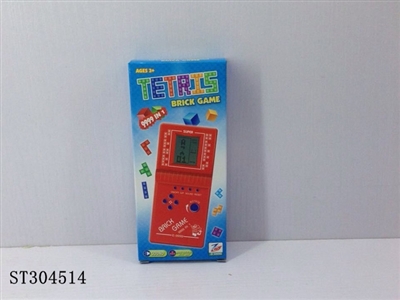 AGES 3+
TETRIS
BRICK GAME
9999 IN 1
BRICK
GAME
ST304514